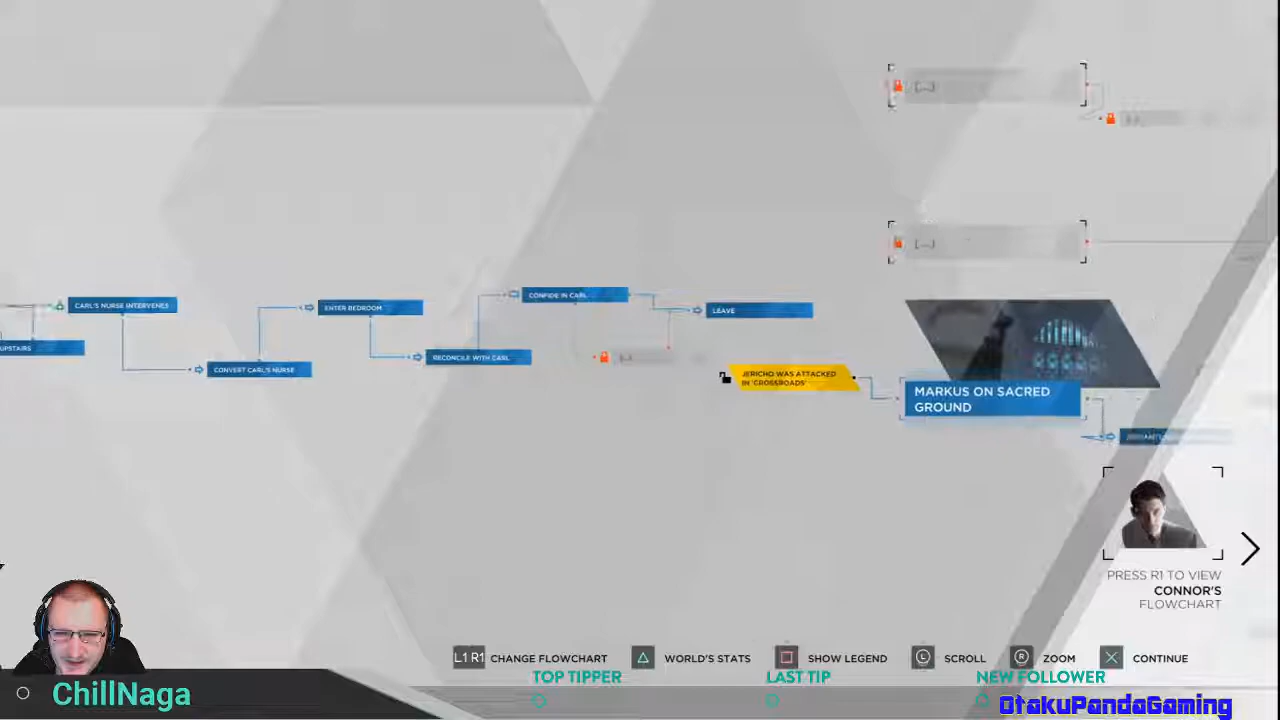 CARL'S NURSE INTERVENES
UPSTAIRS
CONVERT CARL'S NURSE
ENTER BEDROOM
RECONCILE WITH CARL
CONFIDE IN CARL
LEAVE
JERICHO WAS ATTACKED
IN 'CROSSROADS'
MARKUS ON SACRED
GROUND
PRESS R1 TO VIEW
CONNOR'S
FLOWCHART
L1 R1 CHANGE FLOWCHART
WORLD'S STATS
SHOW LEGEND
L SCROLL
R ZOOM
CONTINUE
TOP TIPPER
LAST TIP
NEW FOLLOWER
ChillNaga
OtakuPandaGaming